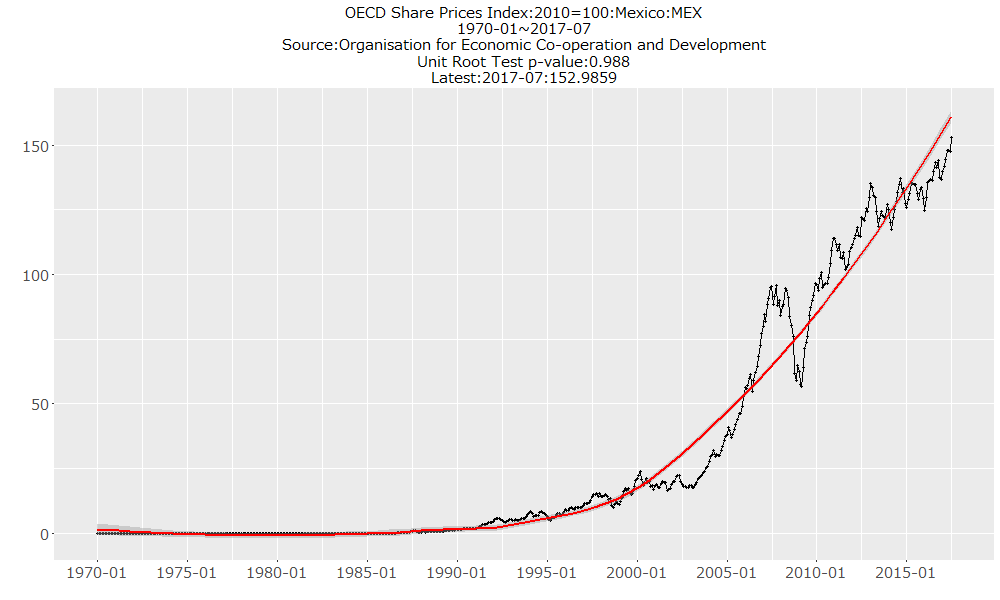 OECD Share Prices Index:2010=100:Mexico:MEX
1970-01~2017-07
Source:Organisation for Economic Co-operation and Development
Unit Root Test p-value:0.988
Latest:2017-07:152.9859
150
100
50
0
1970-01 1975-01 1980-01 1985-01 1990-01 1995-01 2000-01 2005-01 2010-01 2015-01